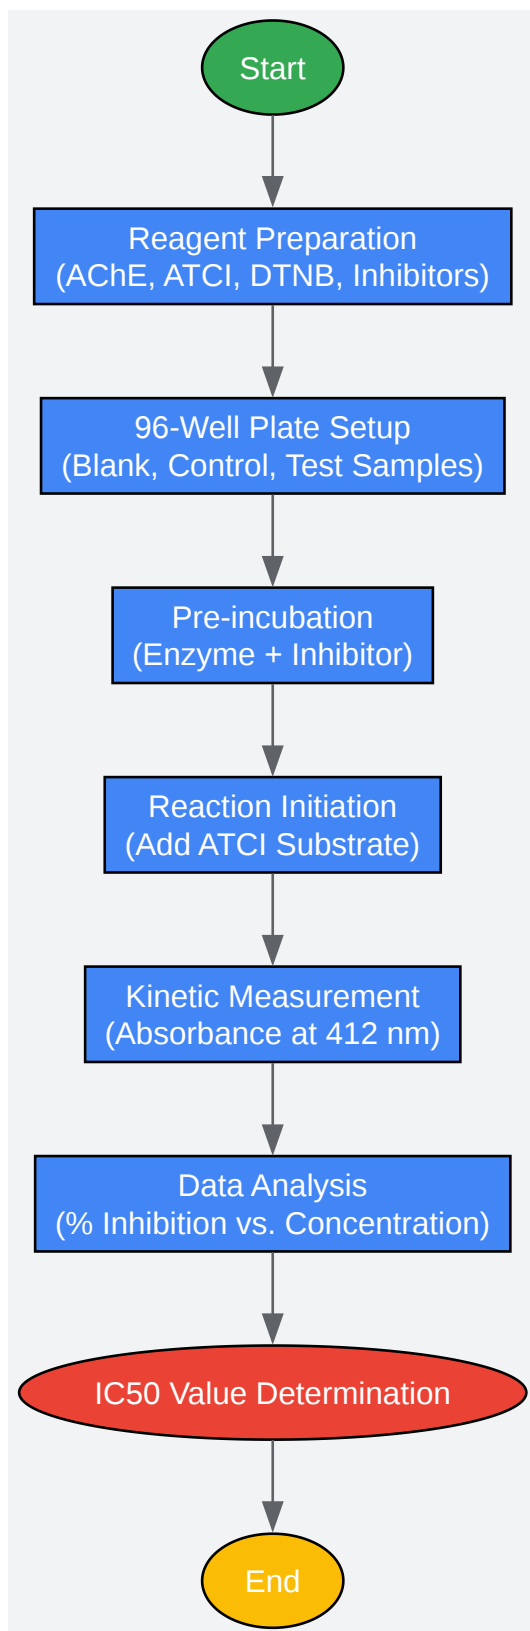 Start
Reagent Preparation
(AChE, ATCI, DTNB, Inhibitors)
96-Well Plate Setup
(Blank, Control, Test Samples)
Pre-incubation
(Enzyme + Inhibitor)
Reaction Initiation
(Add ATCI Substrate)
Kinetic Measurement
(Absorbance at 412 nm)
Data Analysis
(% Inhibition vs. Concentration)
IC50 Value Determination
End